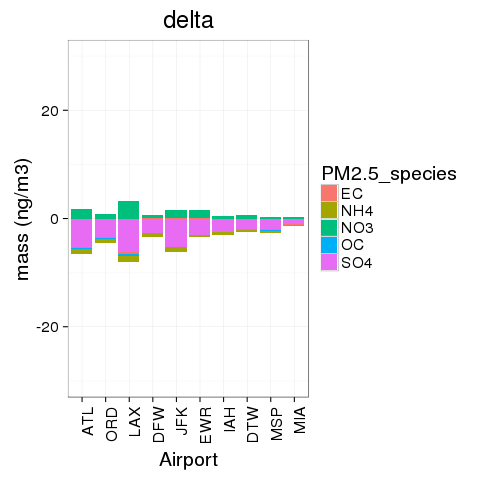 delta
mass (ng/m3)
20
0
-20
ATL
ORD
LAX
DFW
JFK
EWR
IAH
DTW
MSP
MIA
Airport
PM2.5_species
EC
NH4
NO3
OC
SO4